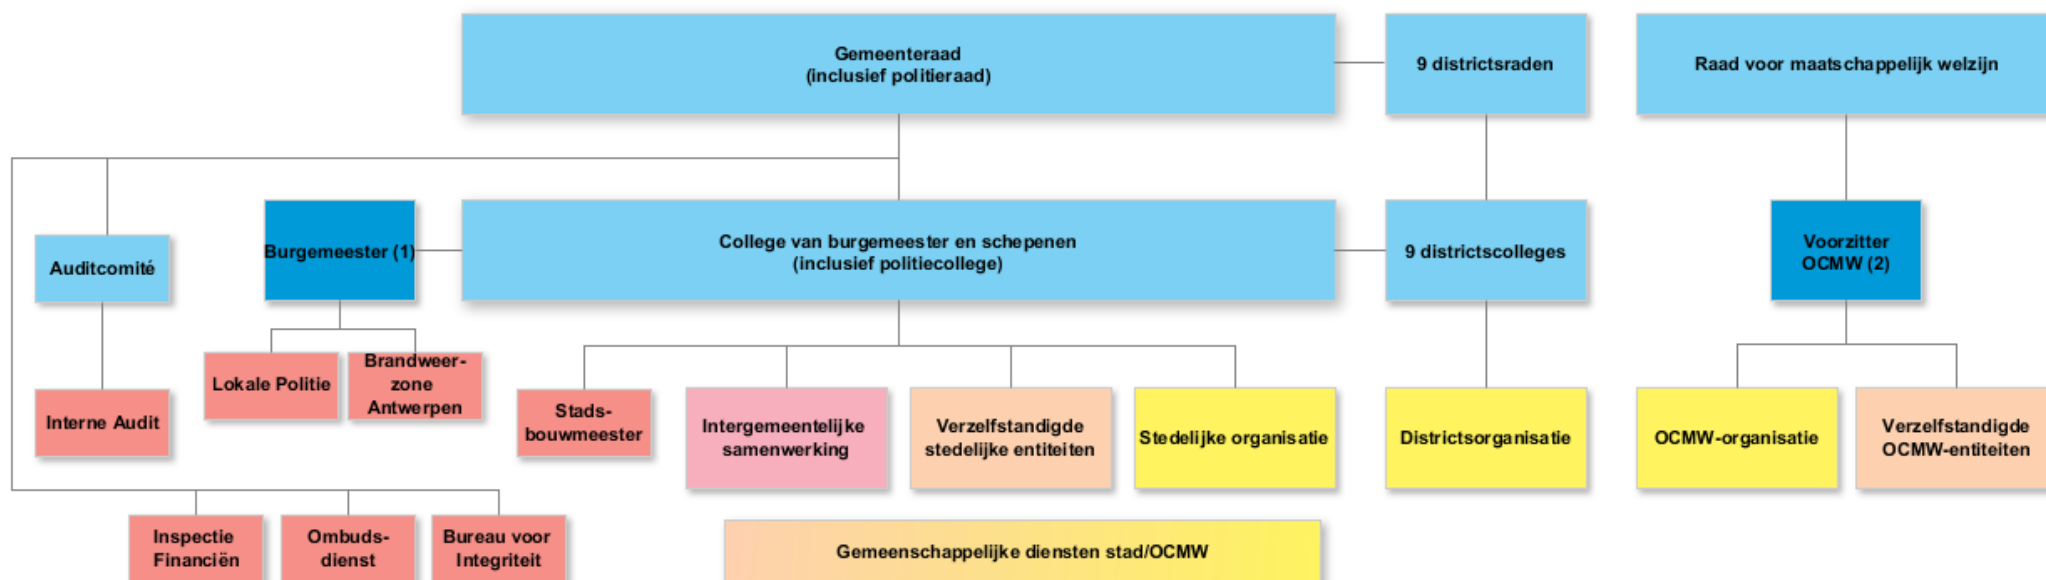 Gemeenteraad
(inclusief politieraad)
9 districtsraden
Raad voor maatschappelijk welzijn
Auditcomité
Burgemeester (1)
College van burgemeester en schepenen
(inclusief politiecollege)
9 districtscolleges
Voorzitter
OCMW (2)
Interne Audit
Lokale Politie
Brandweer-
zone
Antwerpen
Stads-
bouwmeester
Intergemeentelijke
samenwerking
Verzelfstandigde
stedelijke entiteiten
Stedelijke organisatie
Districtsorganisatie
OCMW-organisatie
Verzelfstandigde
OCMW-entiteiten
Inspectie
Financiën
Ombuds-
dienst
Bureau voor
Integriteit
Gemeenschappelijke diensten stad/OCMW